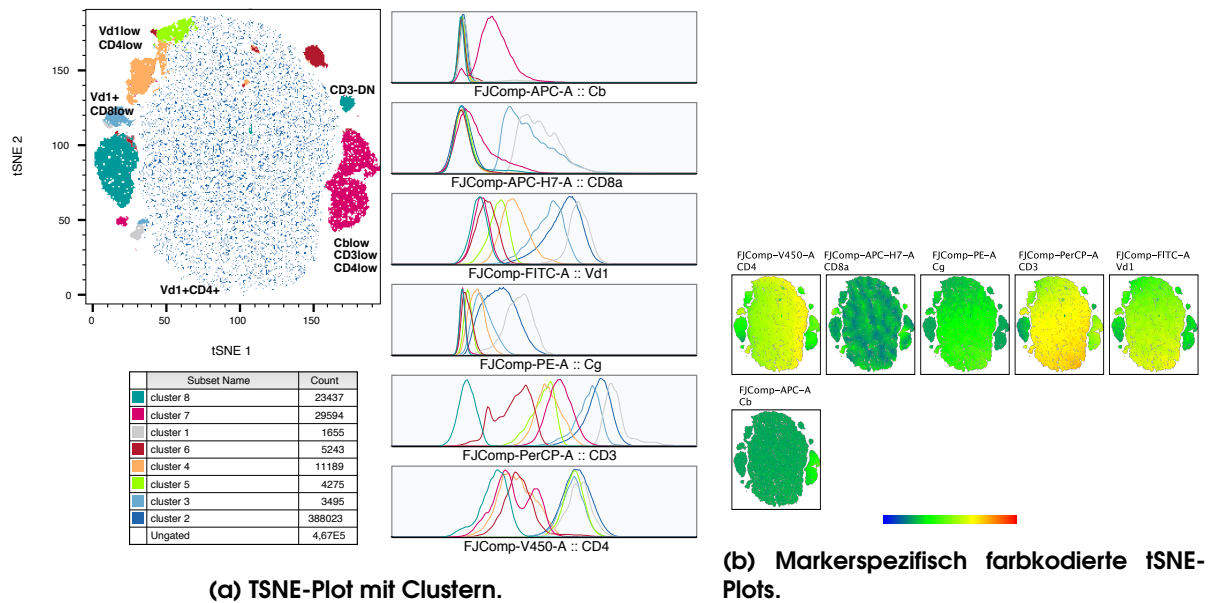 Vd1low
CD4low
Vd1+
CD8low
CD3-DN
Cblow
CD3low
CD4low
Vd1+CD4+
tSNE 2
150
100
50
0
0
50
100
150
tSNE 1
Subset Name Count
cluster 8 23437
cluster 7 29594
cluster 1 1655
cluster 6 5243
cluster 4 11189
cluster 5 4275
cluster 3 3495
cluster 2 388023
Ungated 4,67E5
FJComp-APC-A :: Cb
FJComp-APC-H7-A :: CD8a
FJComp-FITC-A :: Vd1
FJComp-PE-A :: Cg
FJComp-PerCP-A :: CD3
FJComp-V450-A :: CD4
(a) TSNE-Plot mit Clustern.
FJComp-V450-A
CD4
FJComp-APC-H7-A
CD8a
FJComp-PE-A
Cg
FJComp-PerCP-A
CD3
FJComp-FITC-A
Vd1
FJComp-APC-A
Cb
(b) Markerspezifisch farbkodierte tSNE-
Plots.